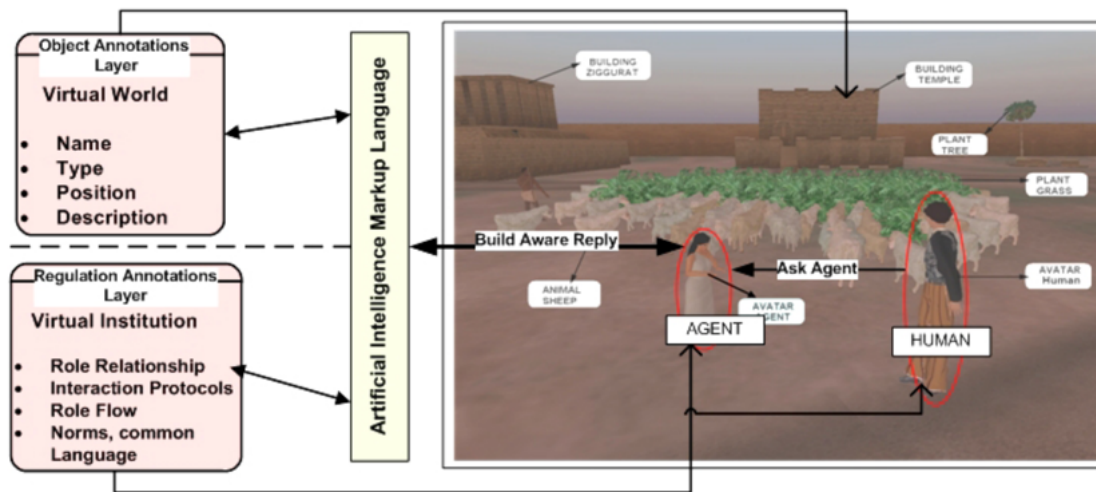 Object Annotations
Layer
Virtual World
• Name
• Type
• Position
• Description
Regulation Annotations
Layer
Virtual Institution
• Role Relationship
• Interaction Protocols
• Role Flow
• Norms, common
Language
Artificial Intelligence Markup Language
BUILDING
ZIGGURAT
BUILDING
TEMPLE
PLANT
TREE
PLANT
GRASS
Build Aware Reply
Ask Agent
ANIMAL
SHEEP
AVATAR
AGENT
AVATAR
Human
AGENT
HUMAN